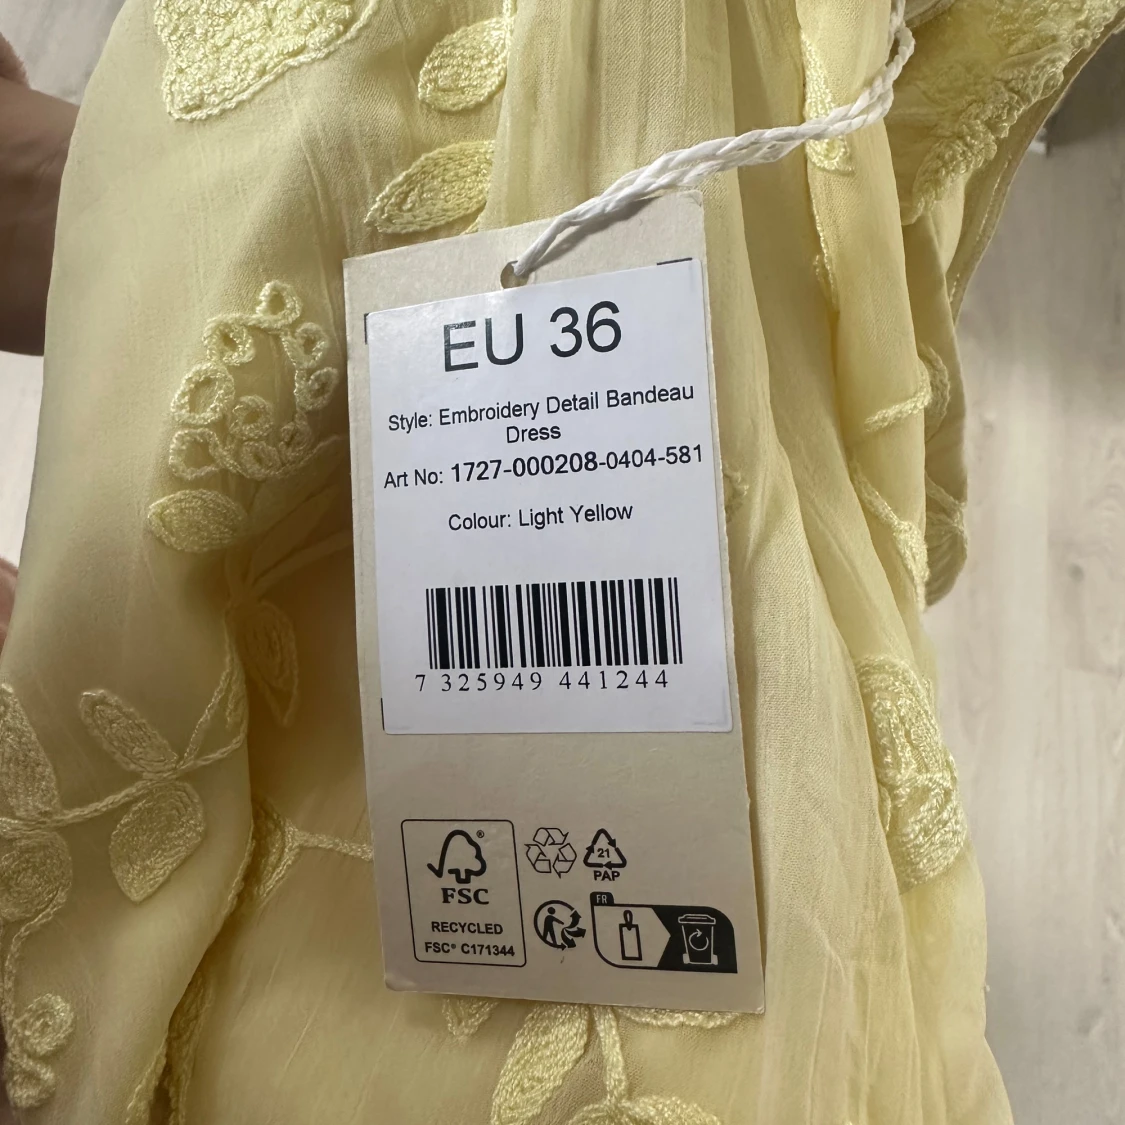 EU 36
Style: Embroidery Detail Bandeau
Dress
Art No: 1727-000208-0404-581
Colour: Light Yellow
7 325949 441244
FSC®
RECYCLED
FSC® C171344
21
PAP
FR